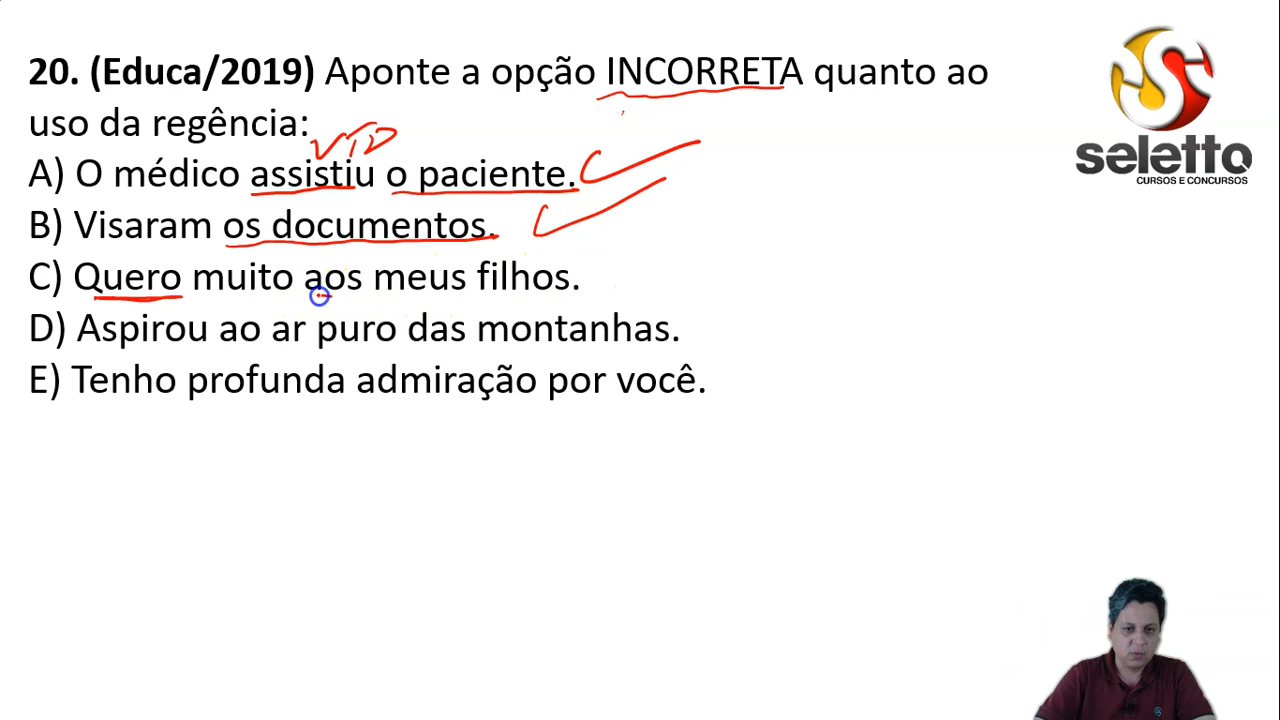 20. (Educa/2019) Aponte a opção INCORRETA quanto ao
uso da regência:
VTD
A) O médico assistiu o paciente.
B) Visaram os documentos.
C) Quero muito aos meus filhos.
D) Aspirou ao ar puro das montanhas.
E) Tenho profunda admiração por você.
seletto
CURSOS E CONCURSOS